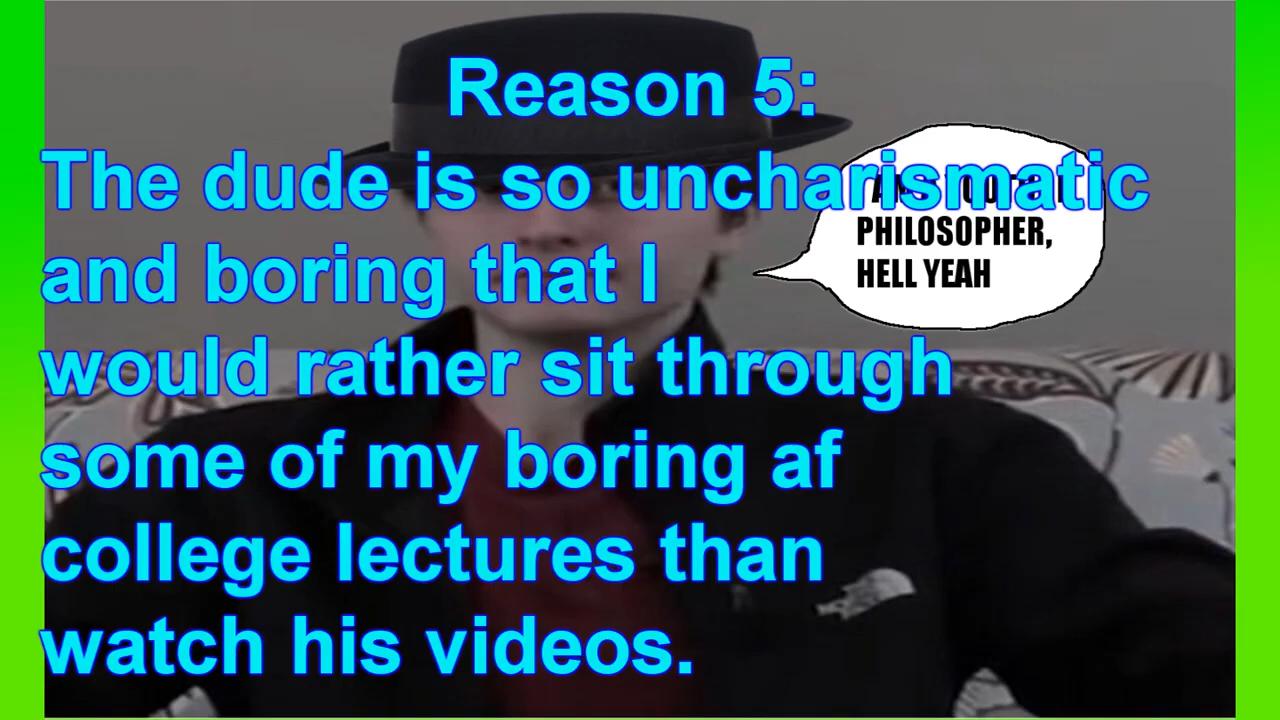 Reason 5:
The dude is so uncharismatic
and boring that I
would rather sit through
some of my boring af
college lectures than
watch his videos.
PHILOSOPHER,
HELL YEAH